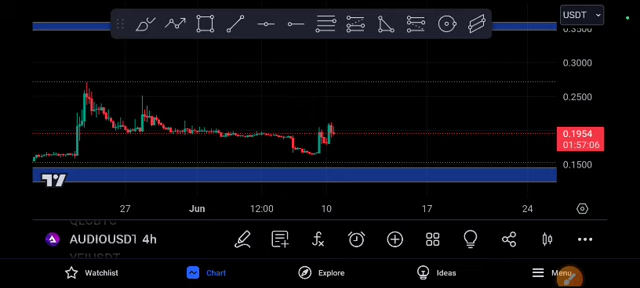 USDT
0.3500
0.3000
0.2500
0.1954
01:57:06
0.1500
27 Jun 12:00 10 17 24
AUDIOUSDT 4h
Watchlist Chart Explore Ideas Menu